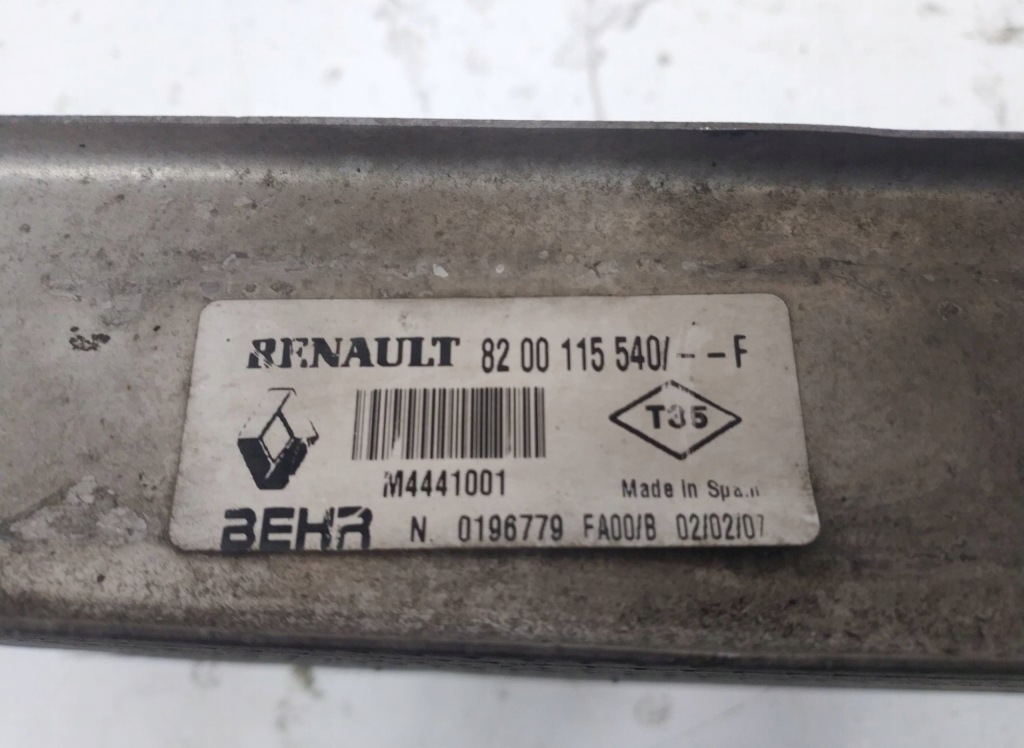 RENAULT 82 00 115 540/--F
T35
M4441001
Made In Spain
BEHR N. 0196779 FA00/B 02/02/07